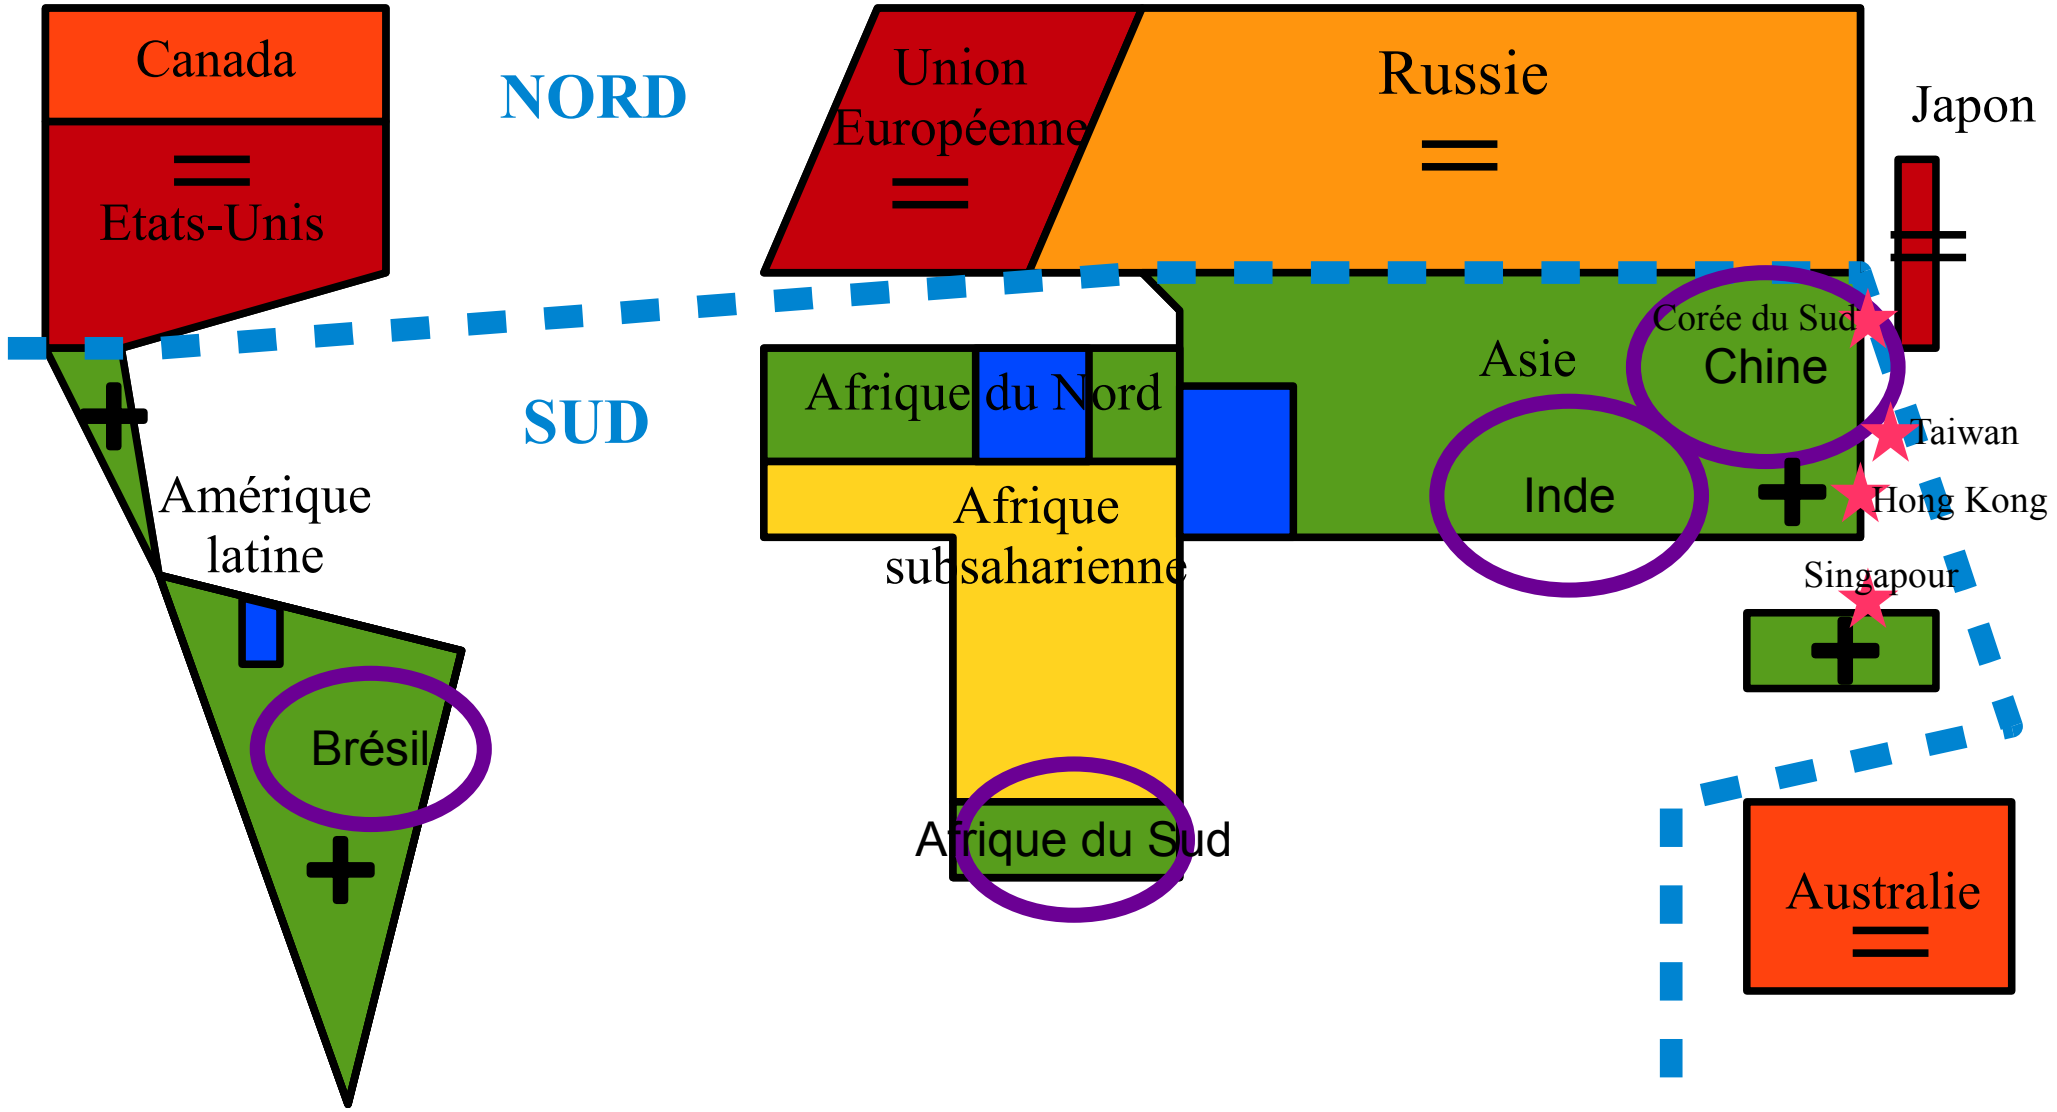 Canada
Etats-Unis
NORD
Union
Européenne
Russie
Japon
SUD
Amérique
latine
Brésil
Afrique du Nord
Afrique
subsaharienne
Afrique du Sud
Asie
Corée du Sud
Chine
Inde
Taiwan
Hong Kong
Singapour
Australie